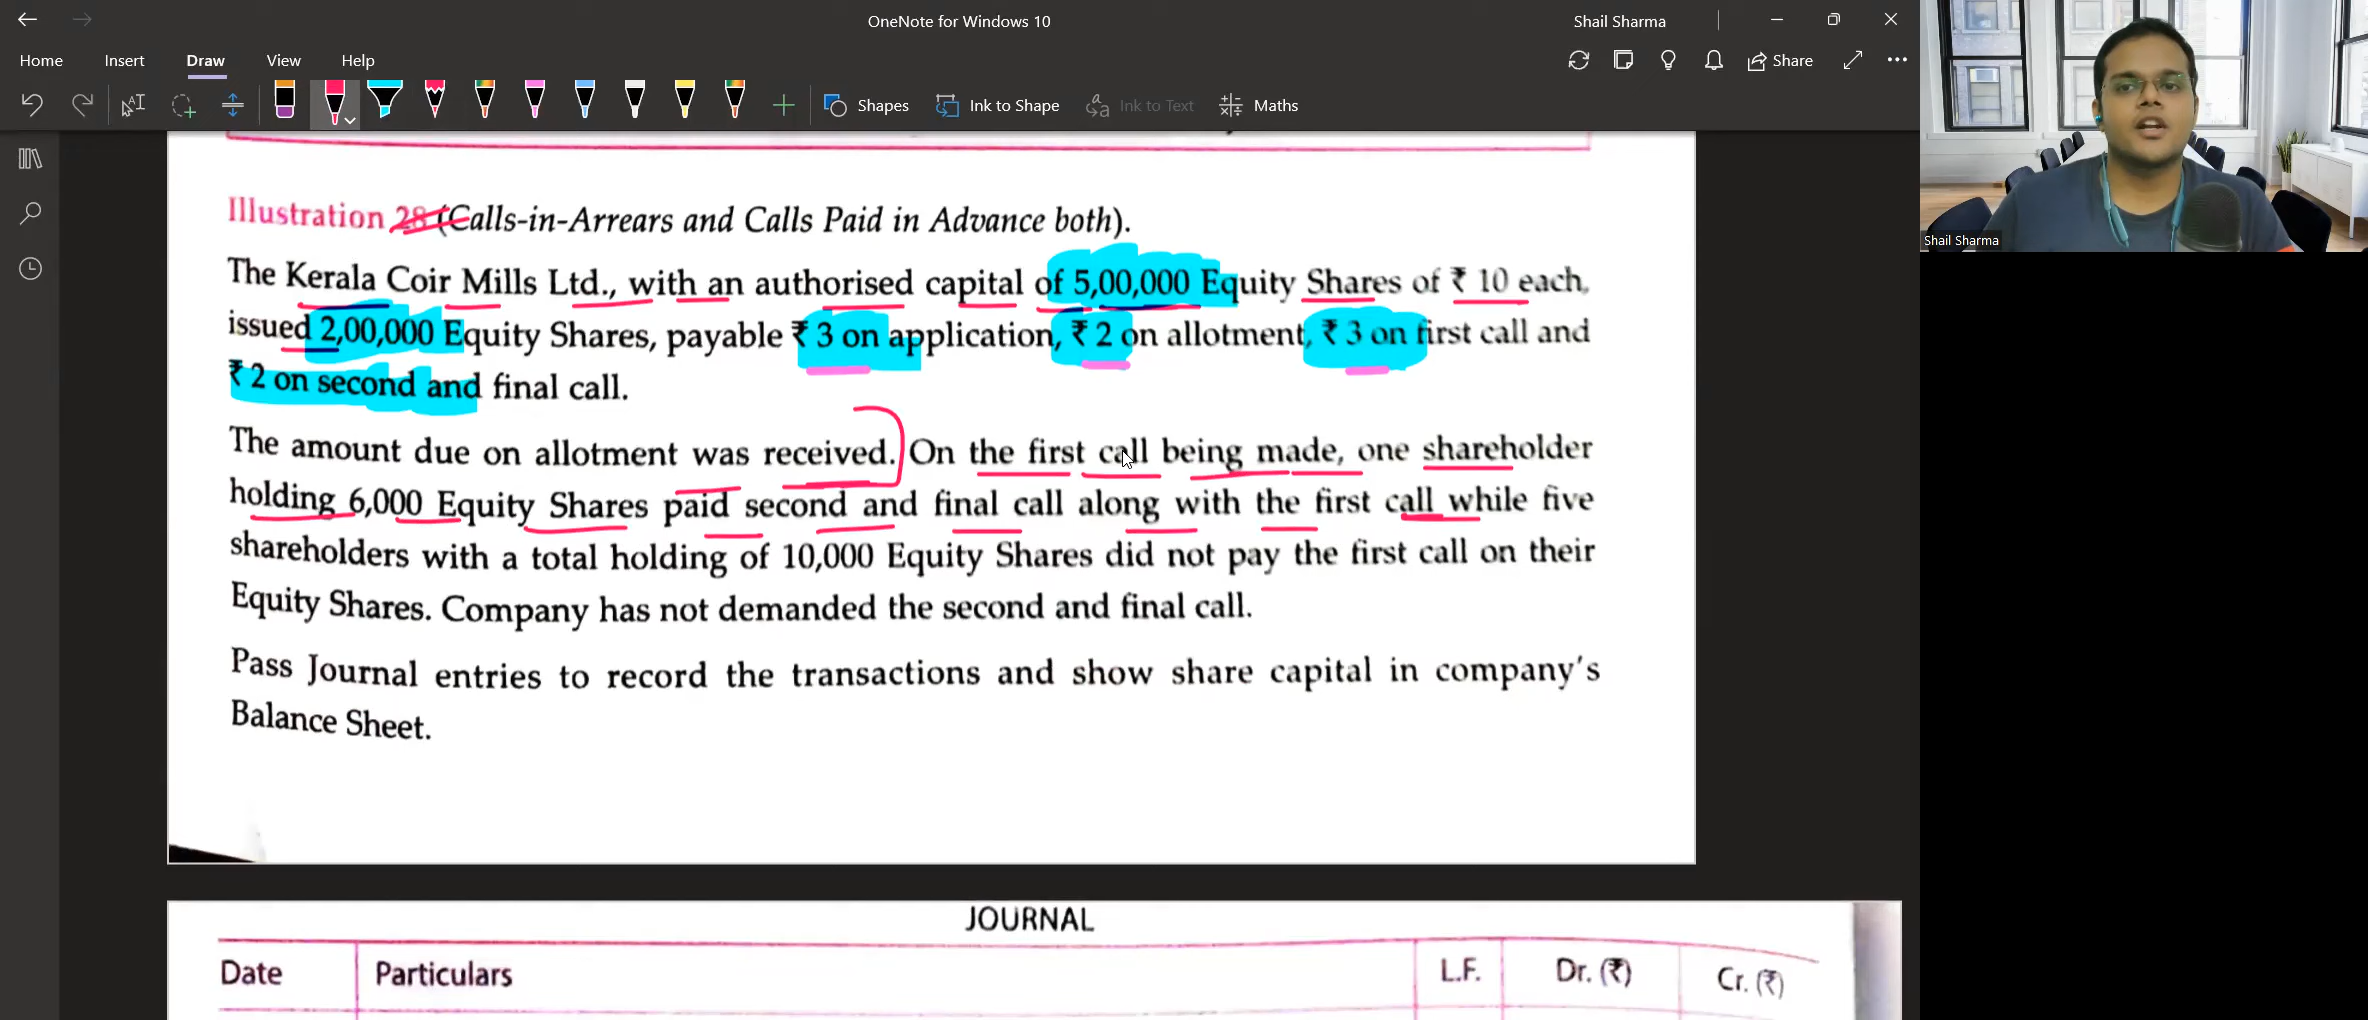 OneNote for Windows 10
Shail Sharma
Home Insert Draw View Help
Share
Shapes Ink to Shape Ink to Text Maths
Illustration 28 (Calls-in-Arrears and Calls Paid in Advance both).
The Kerala Coir Mills Ltd., with an authorised capital of 5,00,000 Equity Shares of ₹ 10 each,
issued 2,00,000 Equity Shares, payable ₹ 3 on application, ₹ 2 on allotment, ₹ 3 on first call and
₹ 2 on second and final call.
The amount due on allotment was received. On the first call being made, one shareholder
holding 6,000 Equity Shares paid second and final call along with the first call while five
shareholders with a total holding of 10,000 Equity Shares did not pay the first call on their
Equity Shares. Company has not demanded the second and final call.
Pass Journal entries to record the transactions and show share capital in company's
Balance Sheet.
JOURNAL
Date Particulars L.F. Dr. (₹) Cr. (₹)
Shail Sharma